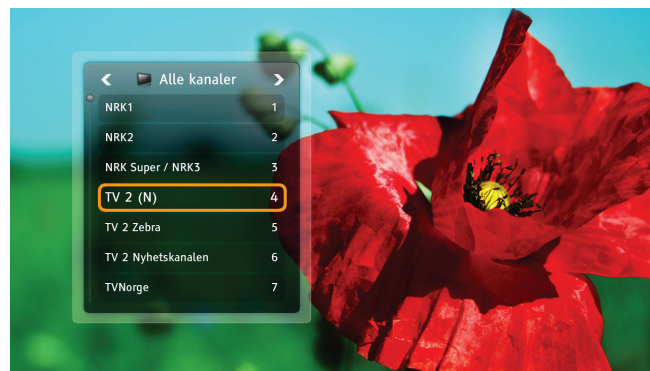 Alle kanaler
NRK1 1
NRK2 2
NRK Super / NRK3 3
TV 2 (N) 4
TV 2 Zebra 5
TV 2 Nyhetskanalen 6
TVNorge 7